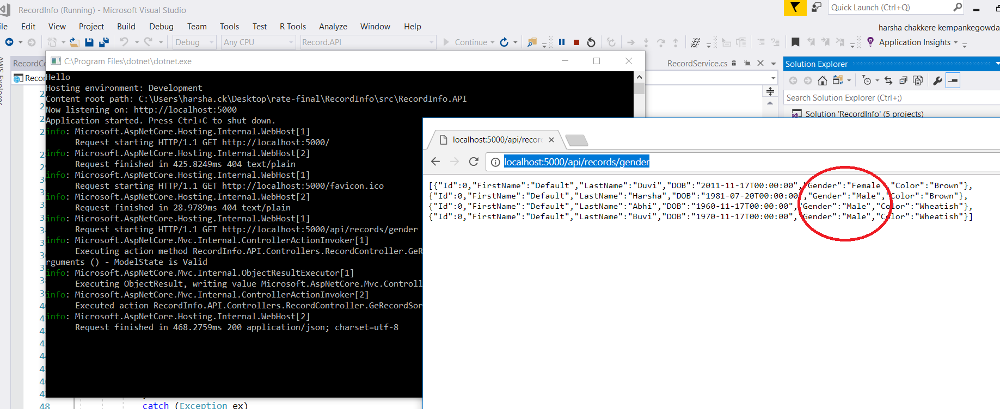 RecordInfo (Running) - Microsoft Visual Studio
Quick Launch (Ctrl+Q)
ile Edit View Project Build Debug Team Tools Test R Tools Analyze Window Help
harsha chakkere kempankegowda
Debug Any CPU Record.API Continue Application Insights
AWS Explorer
RecordCo
C:\Program Files\dotnet\dotnet.exe
RecordService.cs
Solution Explorer
Recor
Search Solution Explorer (Ctrl+;)
Solution 'RecordInfo' (5 projects)
Hello
Hosting environment: Development
Content root path: C:\Users\harsha.ck\Desktop\rate-final\RecordInfo\src\RecordInfo.API
Now listening on: http://localhost:5000
Application started. Press Ctrl+C to shut down.
info: Microsoft.AspNetCore.Hosting.Internal.WebHost[1]
Request starting HTTP/1.1 GET http://localhost:5000/
info: Microsoft.AspNetCore.Hosting.Internal.WebHost[2]
Request finished in 425.8249ms 404 text/plain
info: Microsoft.AspNetCore.Hosting.Internal.WebHost[1]
Request starting HTTP/1.1 GET http://localhost:5000/favicon.ico
info: Microsoft.AspNetCore.Hosting.Internal.WebHost[2]
Request finished in 28.9789ms 404 text/plain
info: Microsoft.AspNetCore.Hosting.Internal.WebHost[1]
Request starting HTTP/1.1 GET http://localhost:5000/api/records/gender
info: Microsoft.AspNetCore.Mvc.Internal.ControllerActionInvoker[1]
Executing action method RecordInfo.API.Controllers.RecordController.GeR
rguments () - ModelState is Valid
info: Microsoft.AspNetCore.Mvc.Internal.ObjectResultExecutor[1]
Executing ObjectResult, writing value Microsoft.AspNetCore.Mvc.Controll
info: Microsoft.AspNetCore.Mvc.Internal.ControllerActionInvoker[2]
Executed action RecordInfo.API.Controllers.RecordController.GeRecordSor
info: Microsoft.AspNetCore.Hosting.Internal.WebHost[2]
Request finished in 468.2759ms 200 application/json; charset=utf-8
localhost:5000/api/recor
localhost:5000/api/records/gender
[{"Id":0,"FirstName":"Default","LastName":"Duvi","DOB":"2011-11-17T00:00:00","Gender":"Female","Color":"Brown"},
{"Id":0,"FirstName":"Default","LastName":"Harsha","DOB":"1981-07-20T00:00:00","Gender":"Male","Color":"Brown"},
{"Id":0,"FirstName":"Default","LastName":"Abhi","DOB":"1960-11-17T00:00:00","Gender":"Male","Color":"Wheatish"},
{"Id":0,"FirstName":"Default","LastName":"Buvi","DOB":"1970-11-17T00:00:00","Gender":"Male","Color":"Wheatish"}]
48 catch (Exception ex)